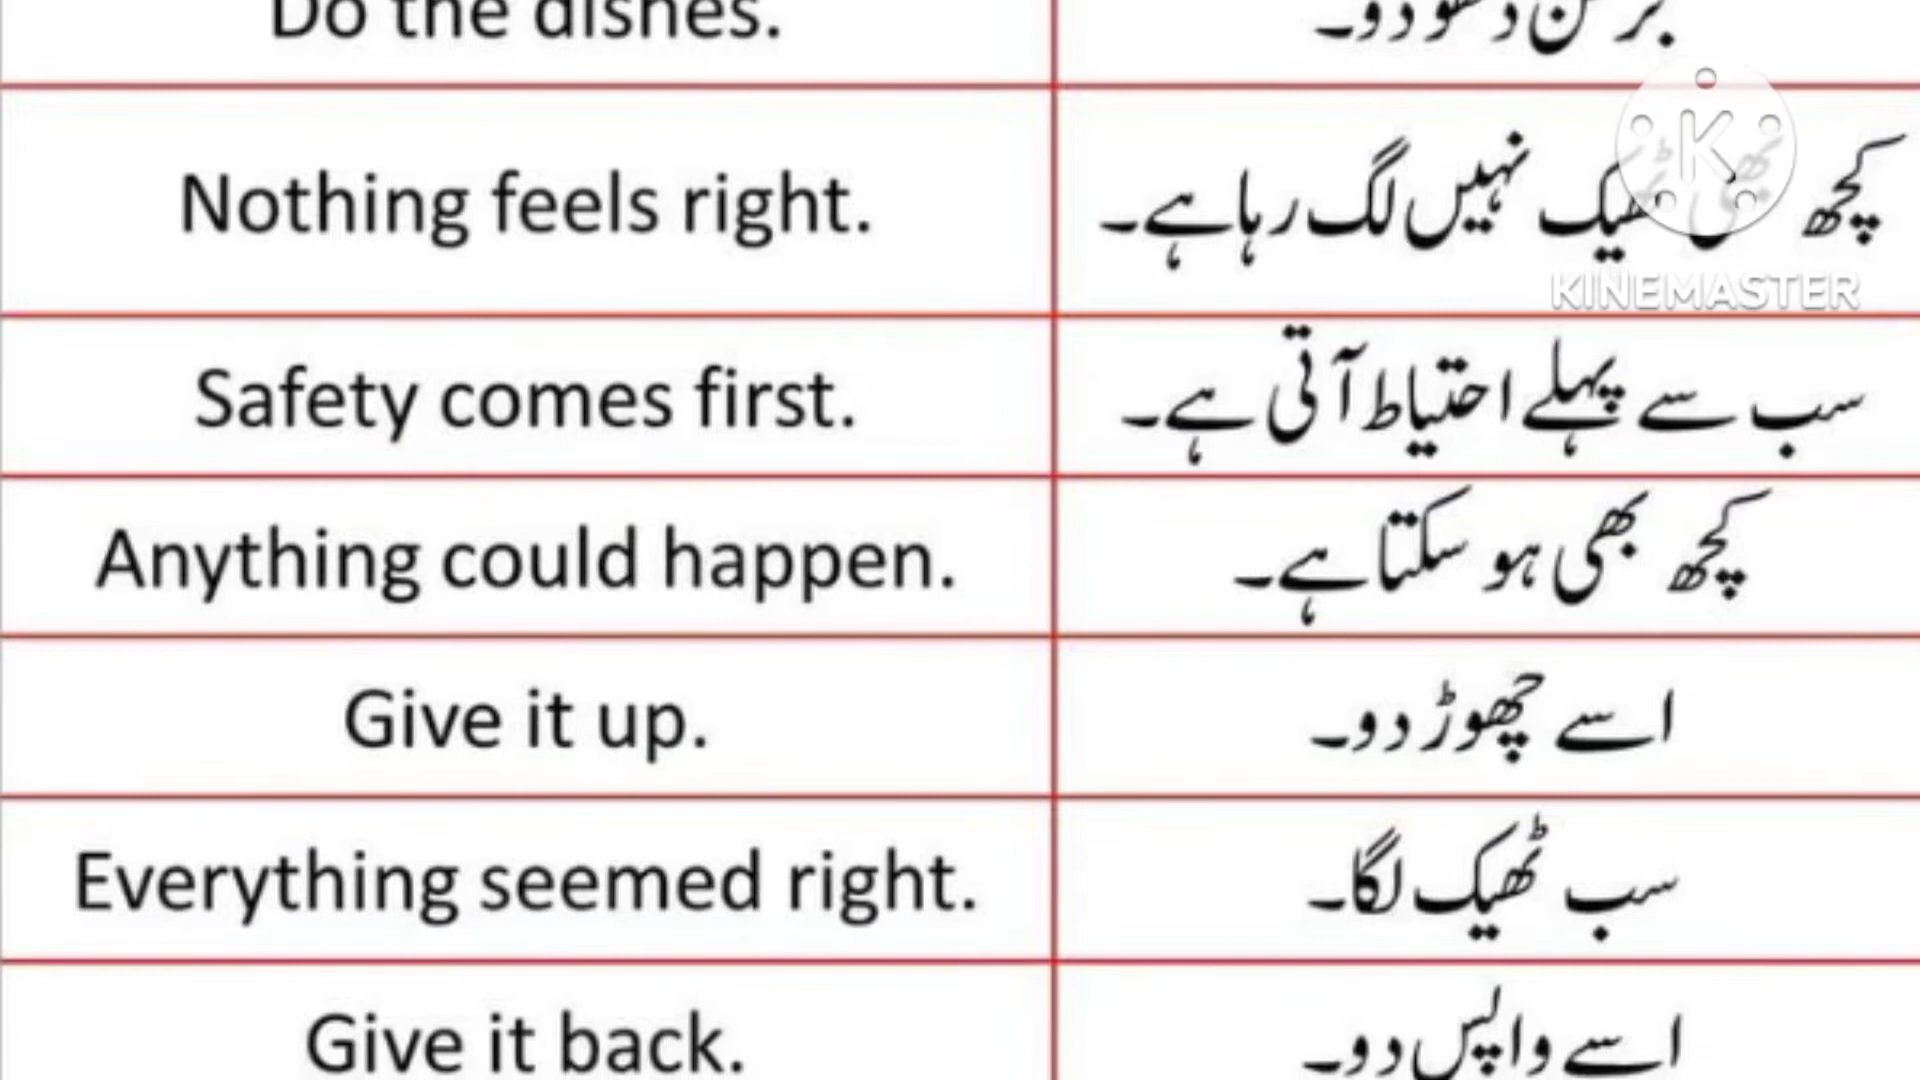 Do the dishes. برتن دھو دو۔
Nothing feels right. کچھ بھی ٹھیک نہیں لگ رہا ہے۔
KINEMASTER
Safety comes first. سب سے پہلے احتیاط آتی ہے۔
Anything could happen. کچھ بھی ہو سکتا ہے۔
Give it up. اسے چھوڑ دو۔
Everything seemed right. سب ٹھیک لگا۔
Give it back. اسے واپس دو۔